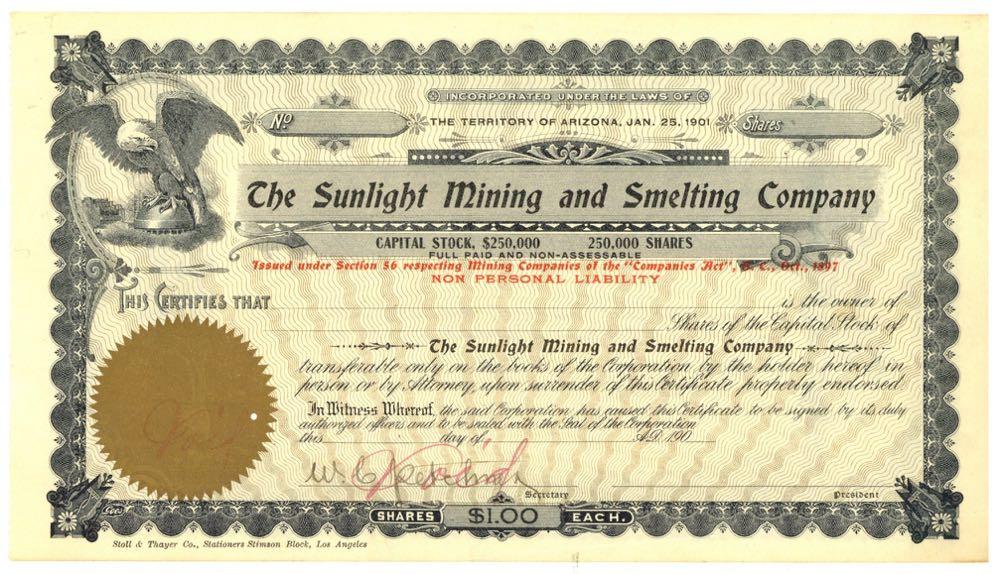 INCORPORATED UNDER THE LAWS OF
No
THE TERRITORY OF ARIZONA, JAN. 25, 1901
Shares
The Sunlight Mining and Smelting Company
CAPITAL STOCK, $250,000 250,000 SHARES
FULL PAID AND NON-ASSESSABLE
Issued under Section 56 respecting Mining Companies of the "Companies Act", B. C., Oct., 1897
NON PERSONAL LIABILITY
THIS CERTIFIES THAT is the owner of
Shares of the Capital Stock of
The Sunlight Mining and Smelting Company
transferable only on the books of the Corporation by the holder hereof in
person or by Attorney, upon surrender of this Certificate properly endorsed
In Witness Whereof, the said Corporation has caused this Certificate to be signed by its duly
authorized officers and to be sealed with the Seal of the Corporation
this day of A.D. 190
Void
W. C. Void
Secretary President
Goes
SHARES $1.00 EACH.
Stoll & Thayer Co., Stationers Stimson Block, Los Angeles